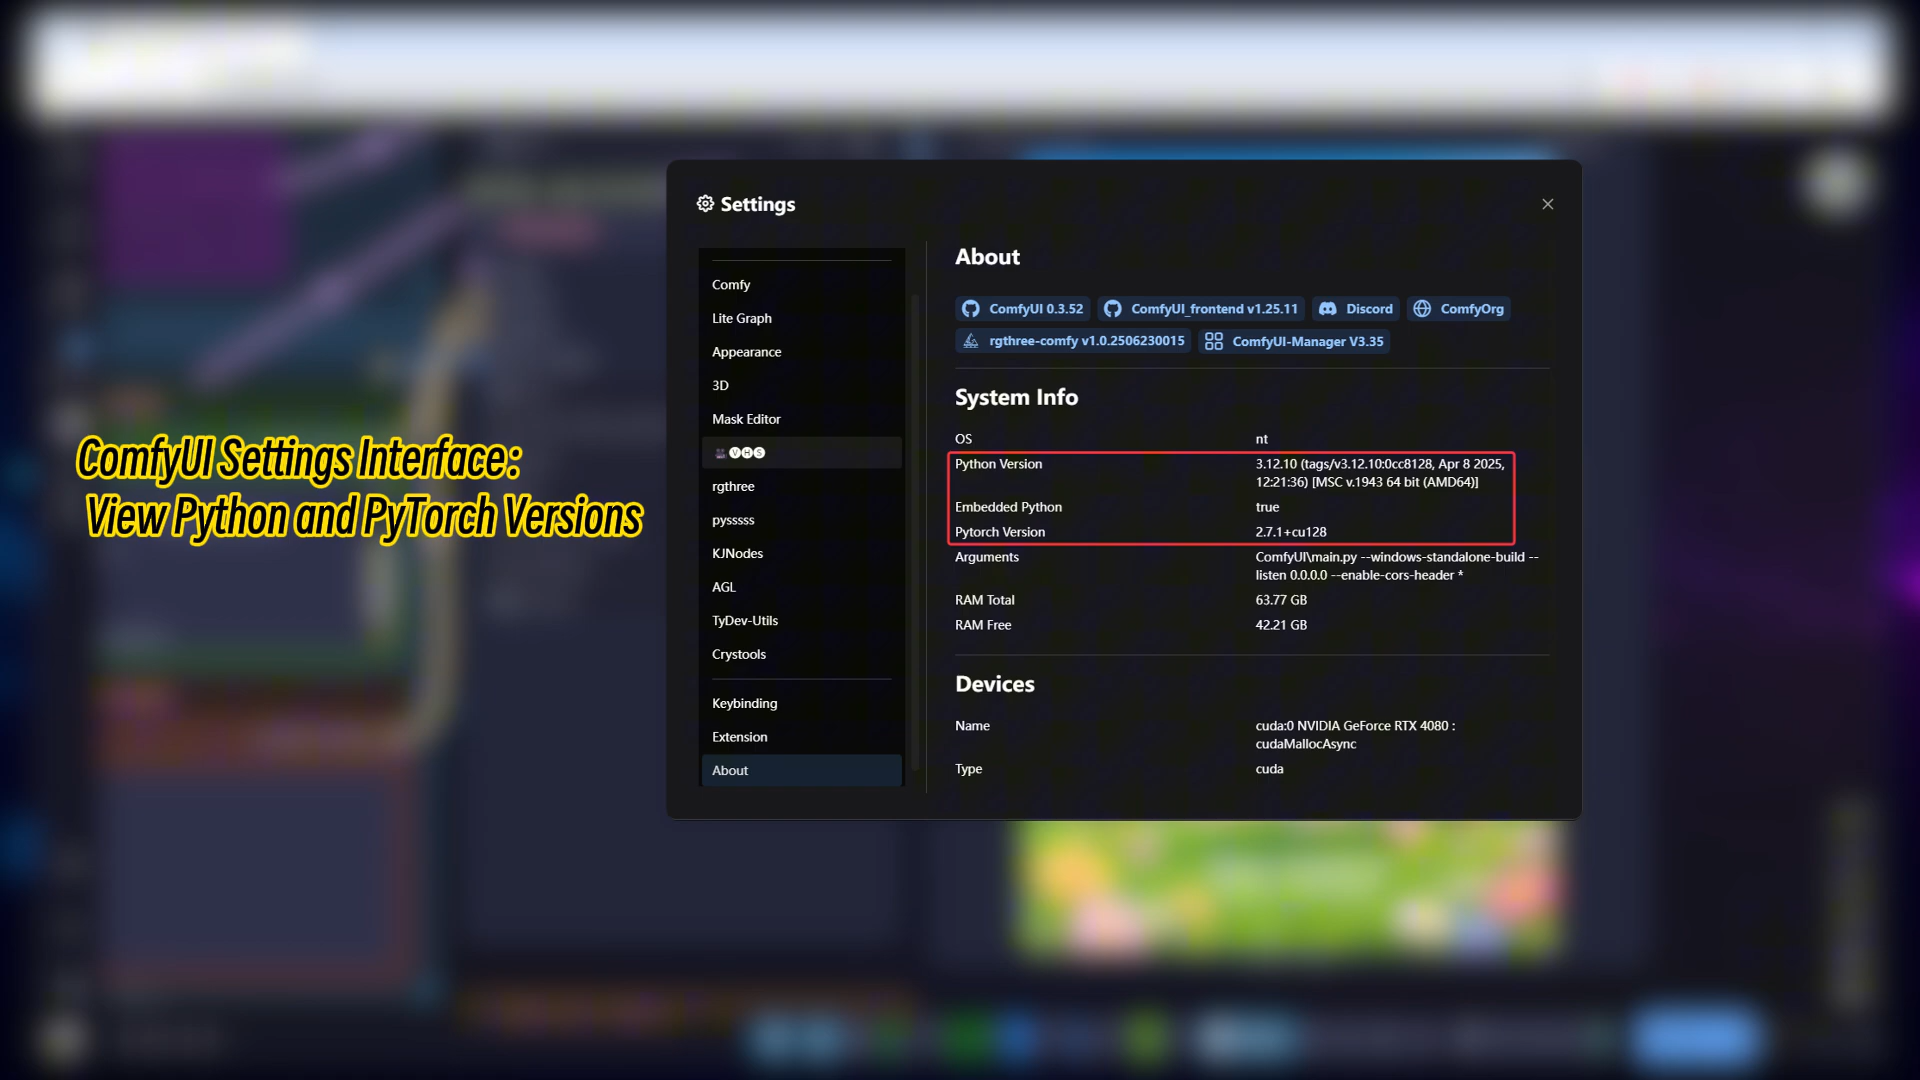 ComfyUI Settings Interface:
View Python and PyTorch Versions
Settings
Comfy
Lite Graph
Appearance
3D
Mask Editor
🅥🅗🅢
rgthree
pysssss
KJNodes
AGL
TyDev-Utils
Crystools
Keybinding
Extension
About
About
ComfyUI 0.3.52 ComfyUI_frontend v1.25.11 Discord ComfyOrg
rgthree-comfy v1.0.2506230015 ComfyUI-Manager V3.35
System Info
OS nt
Python Version 3.12.10 (tags/v3.12.10:0cc8128, Apr 8 2025,
12:21:36) [MSC v.1943 64 bit (AMD64)]
Embedded Python true
Pytorch Version 2.7.1+cu128
Arguments ComfyUI\main.py --windows-standalone-build --
listen 0.0.0.0 --enable-cors-header *
RAM Total 63.77 GB
RAM Free 42.21 GB
Devices
Name cuda:0 NVIDIA GeForce RTX 4080 :
cudaMallocAsync
Type cuda